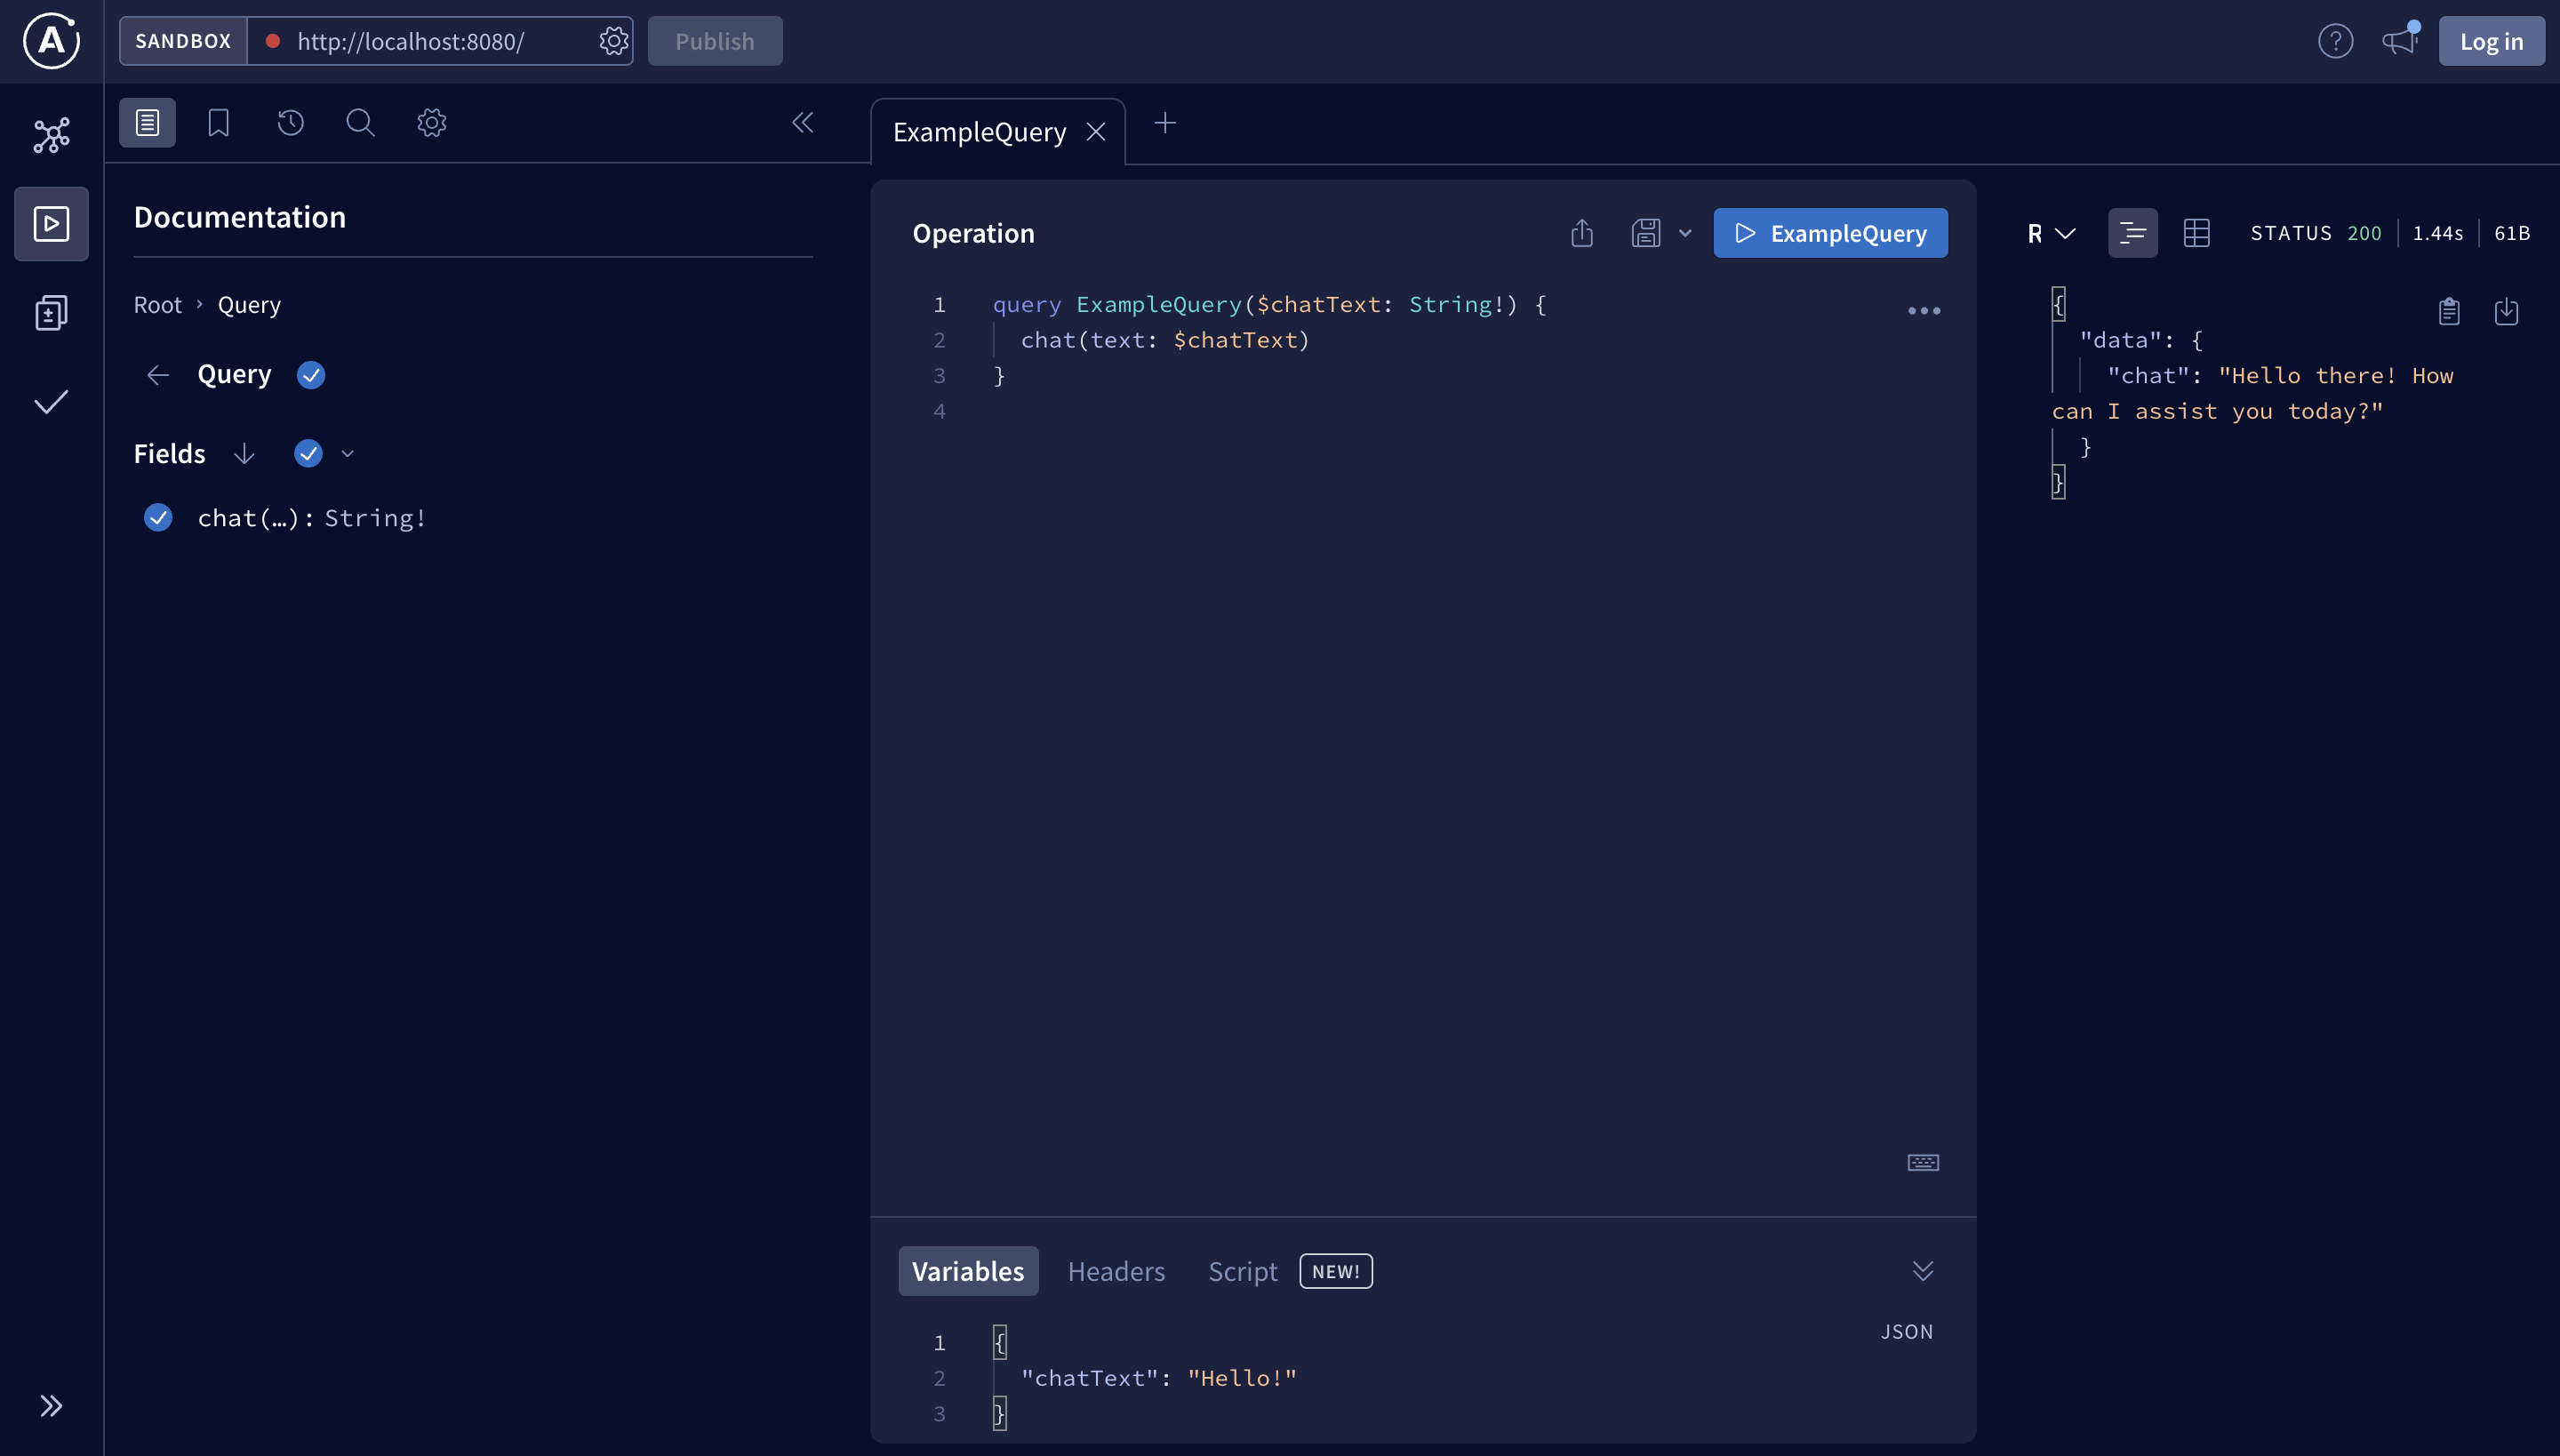 SANDBOX
http://localhost:8080/
Publish
Log in
ExampleQuery
Documentation
Root › Query
Query
Fields
chat(…): String!
Operation
ExampleQuery
1 query ExampleQuery($chatText: String!) {
2 chat(text: $chatText)
3 }
4
Variables
Headers
Script
NEW!
JSON
1 {
2 "chatText": "Hello!"
3 }
R
STATUS 200
1.44s
61B
{
"data": {
"chat": "Hello there! How
can I assist you today?"
}
}